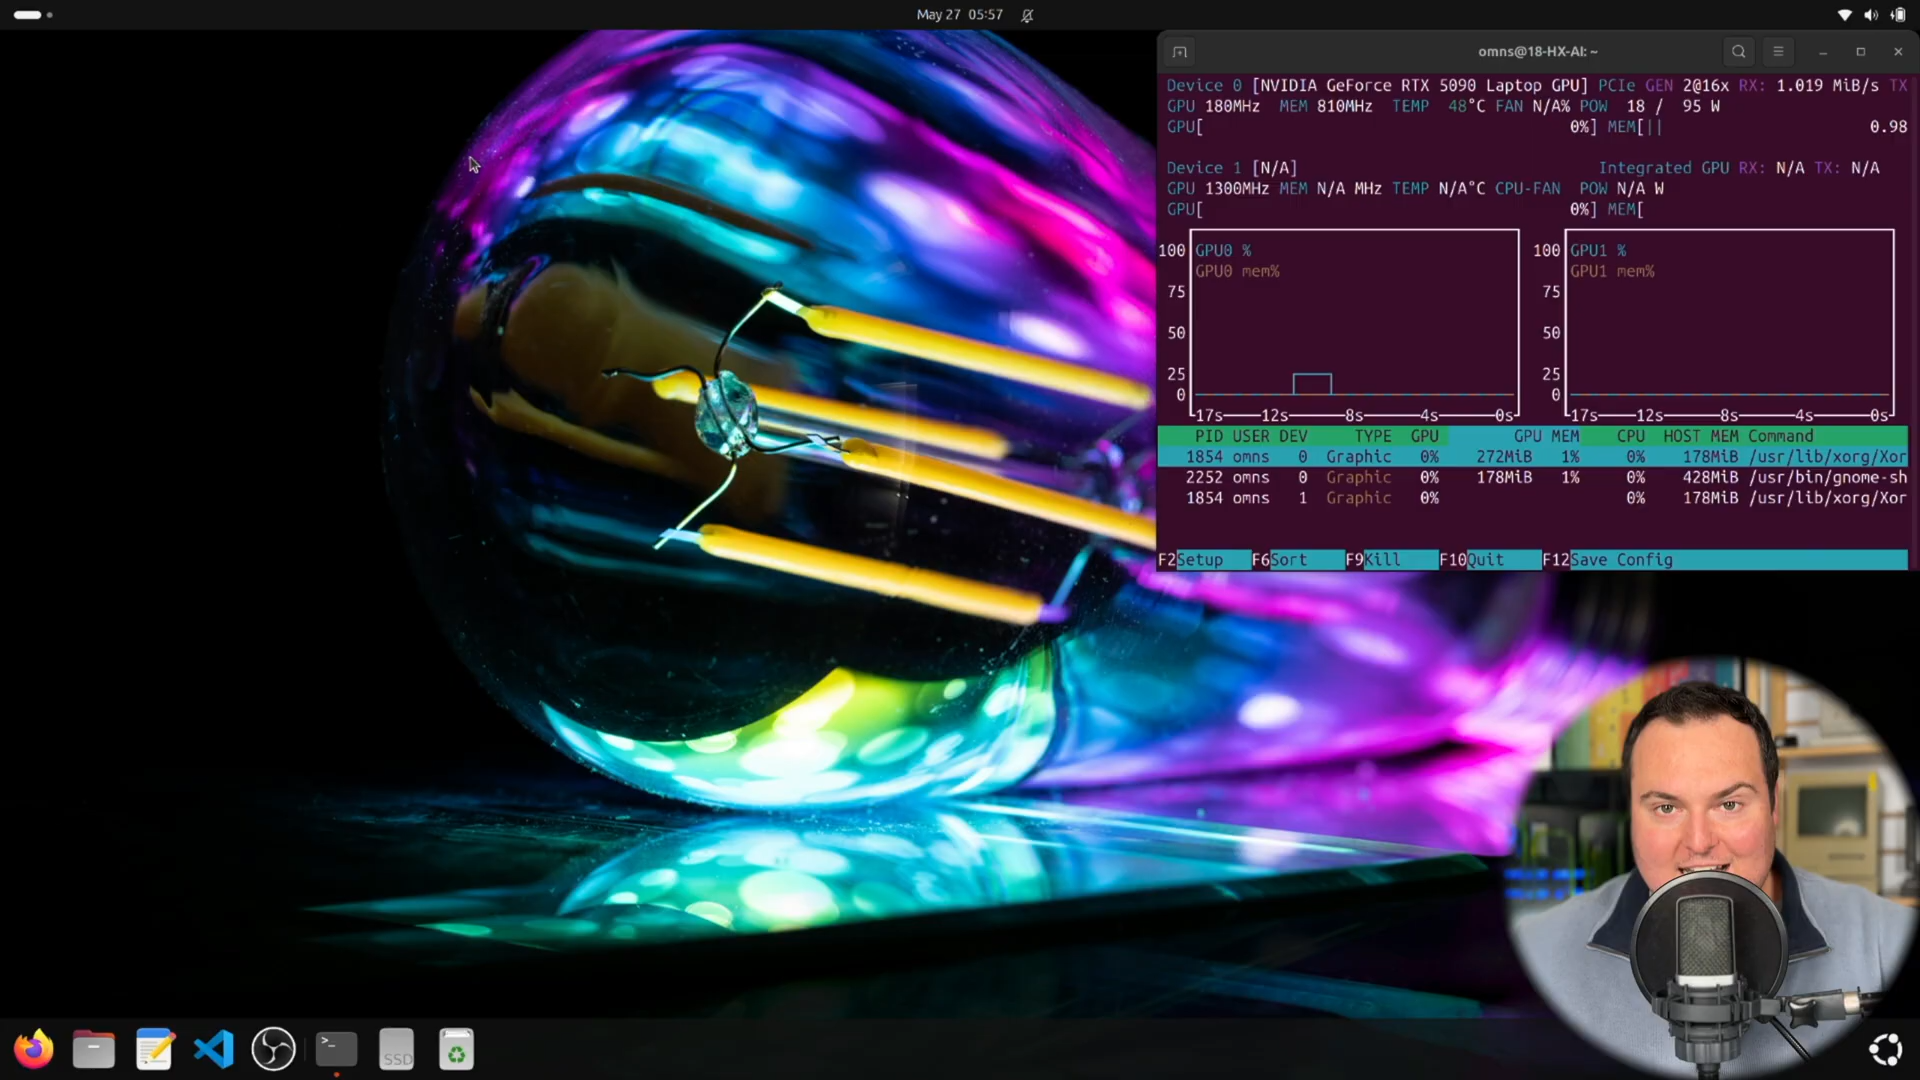 May 27 05:57
omns@18-HX-AI: ~
Device 0 [NVIDIA GeForce RTX 5090 Laptop GPU] PCIe GEN 2@16x RX: 1.019 MiB/s TX
GPU 180MHz MEM 810MHz TEMP 48°C FAN N/A% POW 18 / 95 W
GPU[ 0%] MEM[|| 0.98
Device 1 [N/A] Integrated GPU RX: N/A TX: N/A
GPU 1300MHz MEM N/A MHz TEMP N/A°C CPU-FAN POW N/A W
GPU[ 0%] MEM[
100 GPU0 % 100 GPU1 %
GPU0 mem% GPU1 mem%
75 75
50 50
25 25
0 0
17s 12s 8s 4s 0s 17s 12s 8s 4s 0s
PID USER DEV TYPE GPU GPU MEM CPU HOST MEM Command
1854 omns 0 Graphic 0% 272MiB 1% 0% 178MiB /usr/lib/xorg/Xor
2252 omns 0 Graphic 0% 178MiB 1% 0% 428MiB /usr/bin/gnome-sh
1854 omns 1 Graphic 0% 0% 178MiB /usr/lib/xorg/Xor
F2Setup F6Sort F9Kill F10Quit F12Save Config
>_
SSD